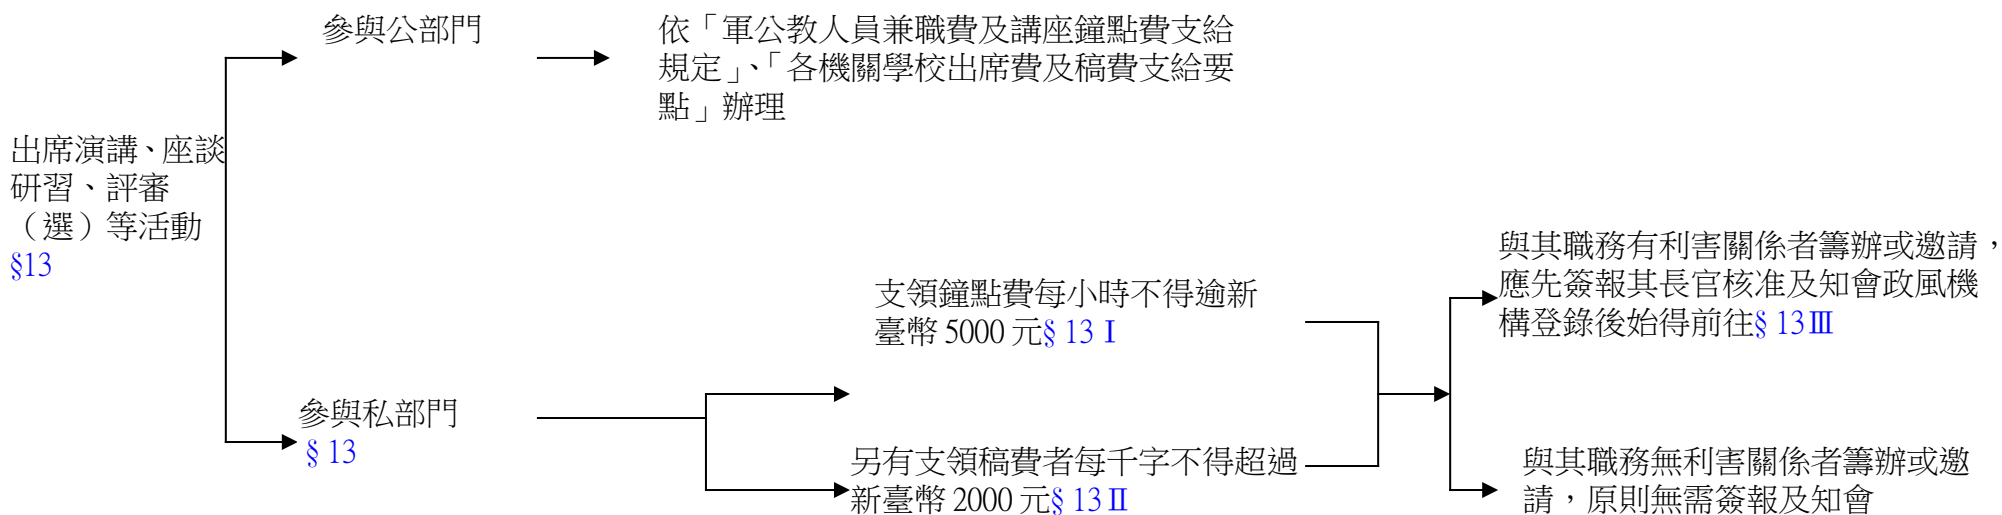 參與公部門
依「軍公教人員兼職費及講座鐘點費支給
規定」、「各機關學校出席費及稿費支給要
點」辦理
出席演講、座談
研習、評審
（選）等活動
§13
參與私部門
§ 13
支領鐘點費每小時不得逾新
臺幣 5000 元§ 13 Ⅰ
另有支領稿費者每千字不得超過
新臺幣 2000 元§ 13Ⅱ
與其職務有利害關係者籌辦或邀請，
應先簽報其長官核准及知會政風機
構登錄後始得前往§ 13Ⅲ
與其職務無利害關係者籌辦或邀
請，原則無需簽報及知會